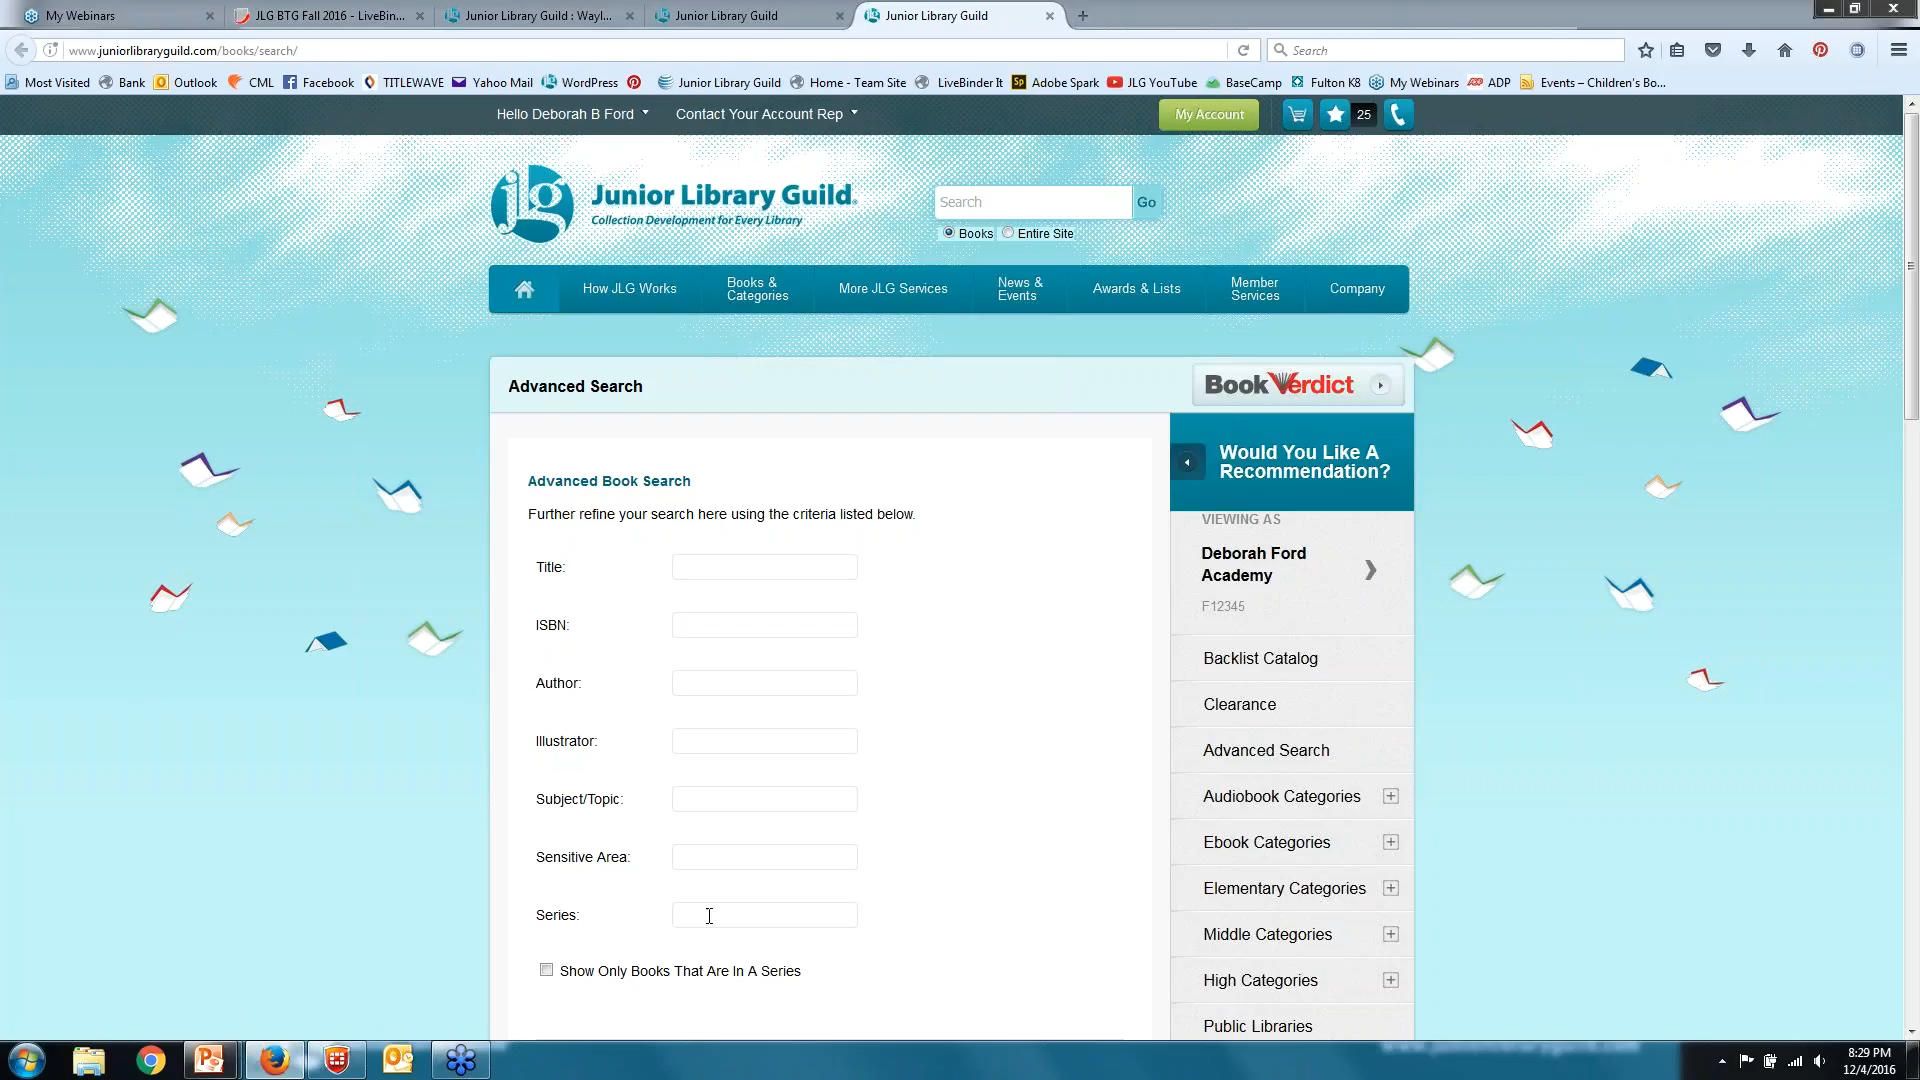 My Webinars
JLG BTG Fall 2016 - LiveBin...
Junior Library Guild : Wayl...
Junior Library Guild
Junior Library Guild
www.juniorlibraryguild.com/books/search/
Search
Most Visited
Bank
Outlook
CML
Facebook
TITLEWAVE
Yahoo Mail
WordPress
Junior Library Guild
Home - Team Site
LiveBinder It
Sp
Adobe Spark
JLG YouTube
BaseCamp
Fulton K8
My Webinars
ADP
Events – Children's Bo...
Hello Deborah B Ford
Contact Your Account Rep
My Account
25
jlg
Junior Library Guild
Collection Development for Every Library
Search
Go
Books
Entire Site
How JLG Works
Books &
Categories
More JLG Services
News &
Events
Awards & Lists
Member
Services
Company
Advanced Search
BookVerdict
Advanced Book Search
Further refine your search here using the criteria listed below.
Title:
ISBN:
Author:
Illustrator:
Subject/Topic:
Sensitive Area:
Series:
Show Only Books That Are In A Series
Would You Like A
Recommendation?
VIEWING AS
Deborah Ford
Academy
F12345
Backlist Catalog
Clearance
Advanced Search
Audiobook Categories
Ebook Categories
Elementary Categories
Middle Categories
High Categories
Public Libraries
8:29 PM
12/4/2016